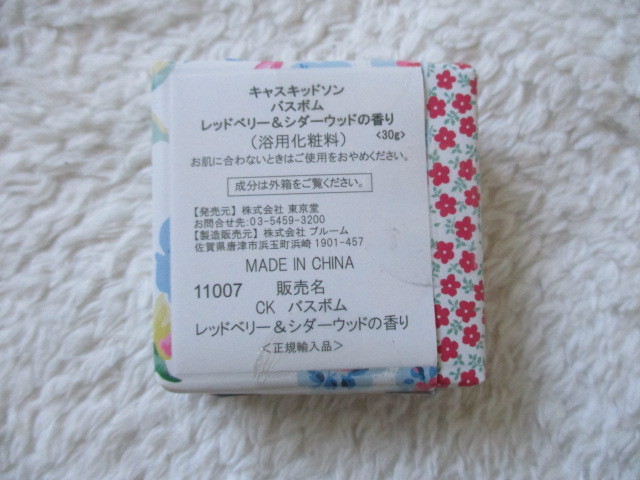 キャスキッドソン
バスボム
レッドベリー＆シダーウッドの香り
（浴用化粧料） <30g>
お肌に合わないときはご使用をおやめください。
成分は外箱をご覧ください。
【発売元】株式会社 東京堂
お問合せ先:03-5459-3200
【製造販売元】株式会社 ブルーム
佐賀県唐津市浜玉町浜崎 1901-457
MADE IN CHINA
11007 販売名
CK バスボム
レッドベリー＆シダーウッドの香り
＜正規輸入品＞